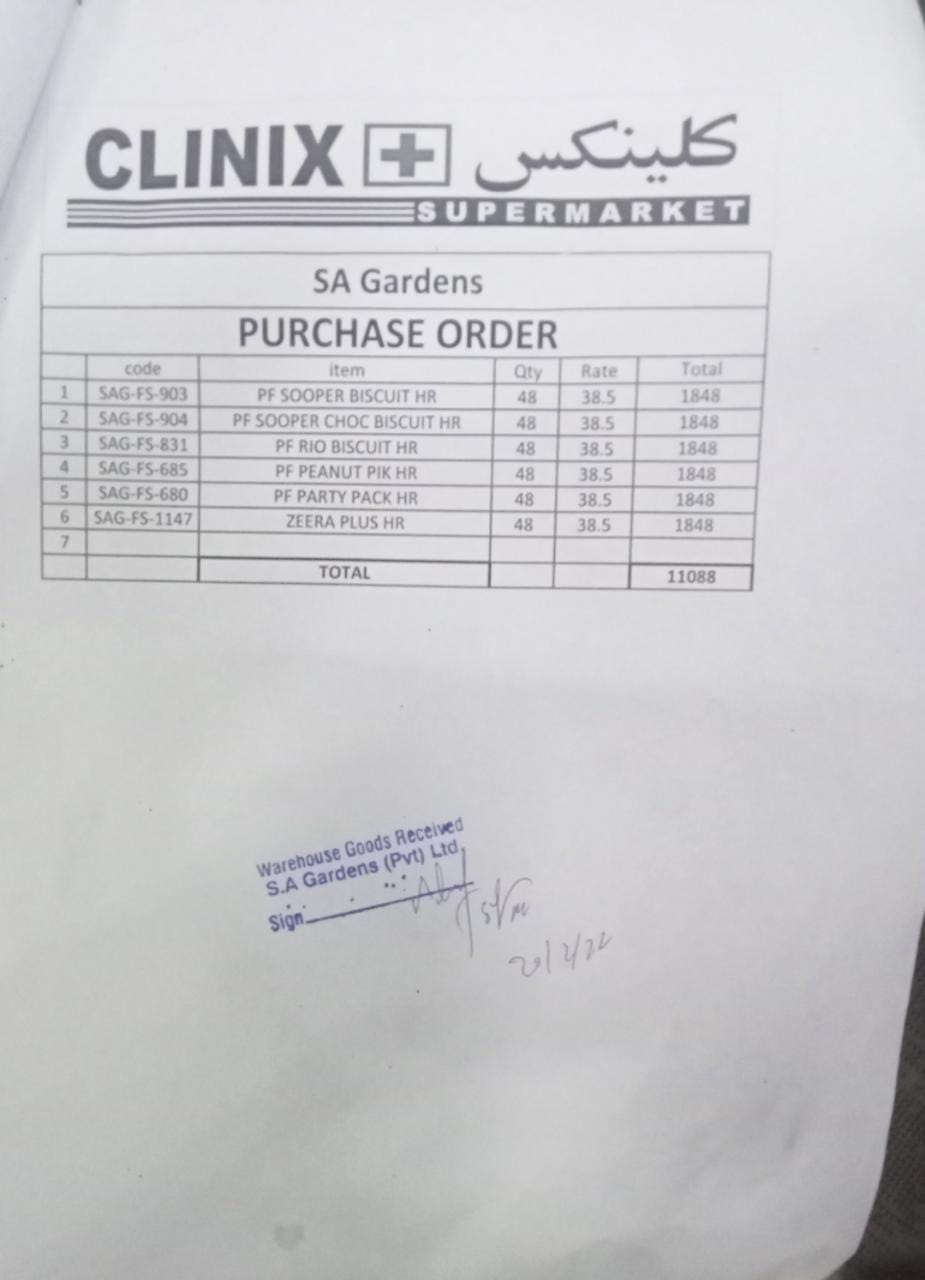 CLINIX + كلينكس
SUPERMARKET
SA Gardens
PURCHASE ORDER
code item Qty Rate Total
1 SAG-FS-903 PF SOOPER BISCUIT HR 48 38.5 1848
2 SAG-FS-904 PF SOOPER CHOC BISCUIT HR 48 38.5 1848
3 SAG-FS-831 PF RIO BISCUIT HR 48 38.5 1848
4 SAG-FS-685 PF PEANUT PIK HR 48 38.5 1848
5 SAG-FS-680 PF PARTY PACK HR 48 38.5 1848
6 SAG-FS-1147 ZEERA PLUS HR 48 38.5 1848
7
TOTAL 11088
Warehouse Goods Received
S.A Gardens (Pvt) Ltd.
Sign
20/2/22